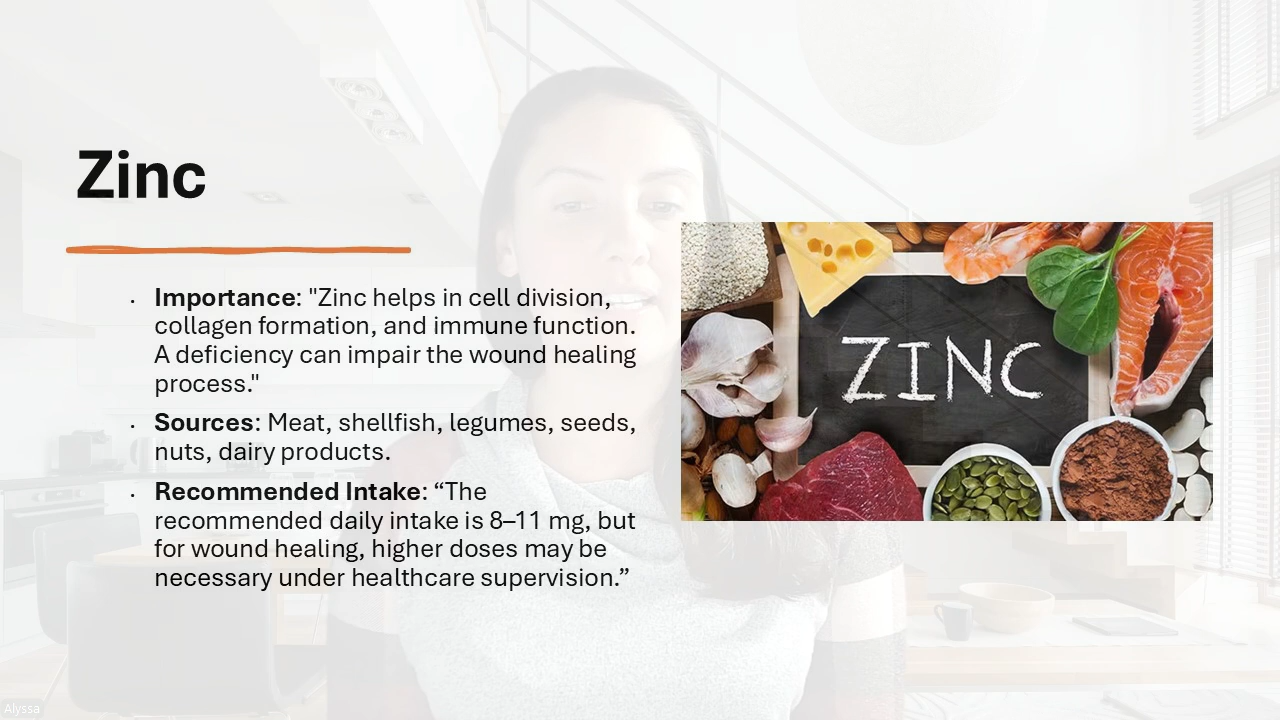 Zinc
· Importance: "Zinc helps in cell division,
collagen formation, and immune function.
A deficiency can impair the wound healing
process."
· Sources: Meat, shellfish, legumes, seeds,
nuts, dairy products.
· Recommended Intake: “The
recommended daily intake is 8–11 mg, but
for wound healing, higher doses may be
necessary under healthcare supervision.”
ZINC
Alyssa